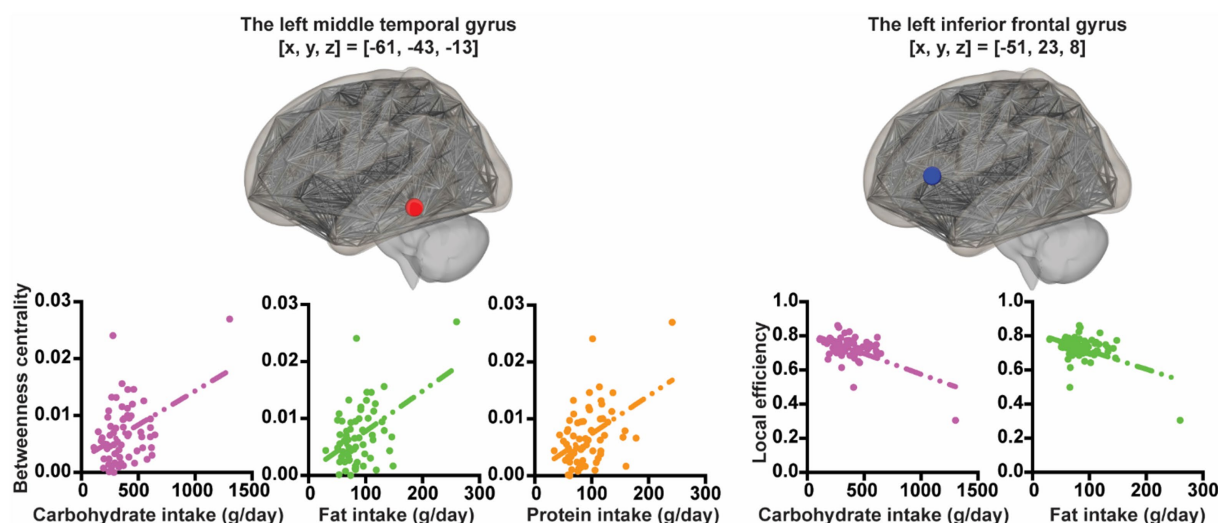 The left middle temporal gyrus
[x, y, z] = [-61, -43, -13]
The left inferior frontal gyrus
[x, y, z] = [-51, 23, 8]
Betweenness centrality
0.03
0.02
0.01
0.00
0 500 1000 1500
Carbohydrate intake (g/day)
0.03
0.02
0.01
0.00
0 100 200 300
Fat intake (g/day)
0.03
0.02
0.01
0.00
0 100 200 300
Protein intake (g/day)
Local efficiency
1.0
0.8
0.6
0.4
0.2
0.0
0 500 1000 1500
Carbohydrate intake (g/day)
1.0
0.8
0.6
0.4
0.2
0.0
0 100 200 300
Fat intake (g/day)